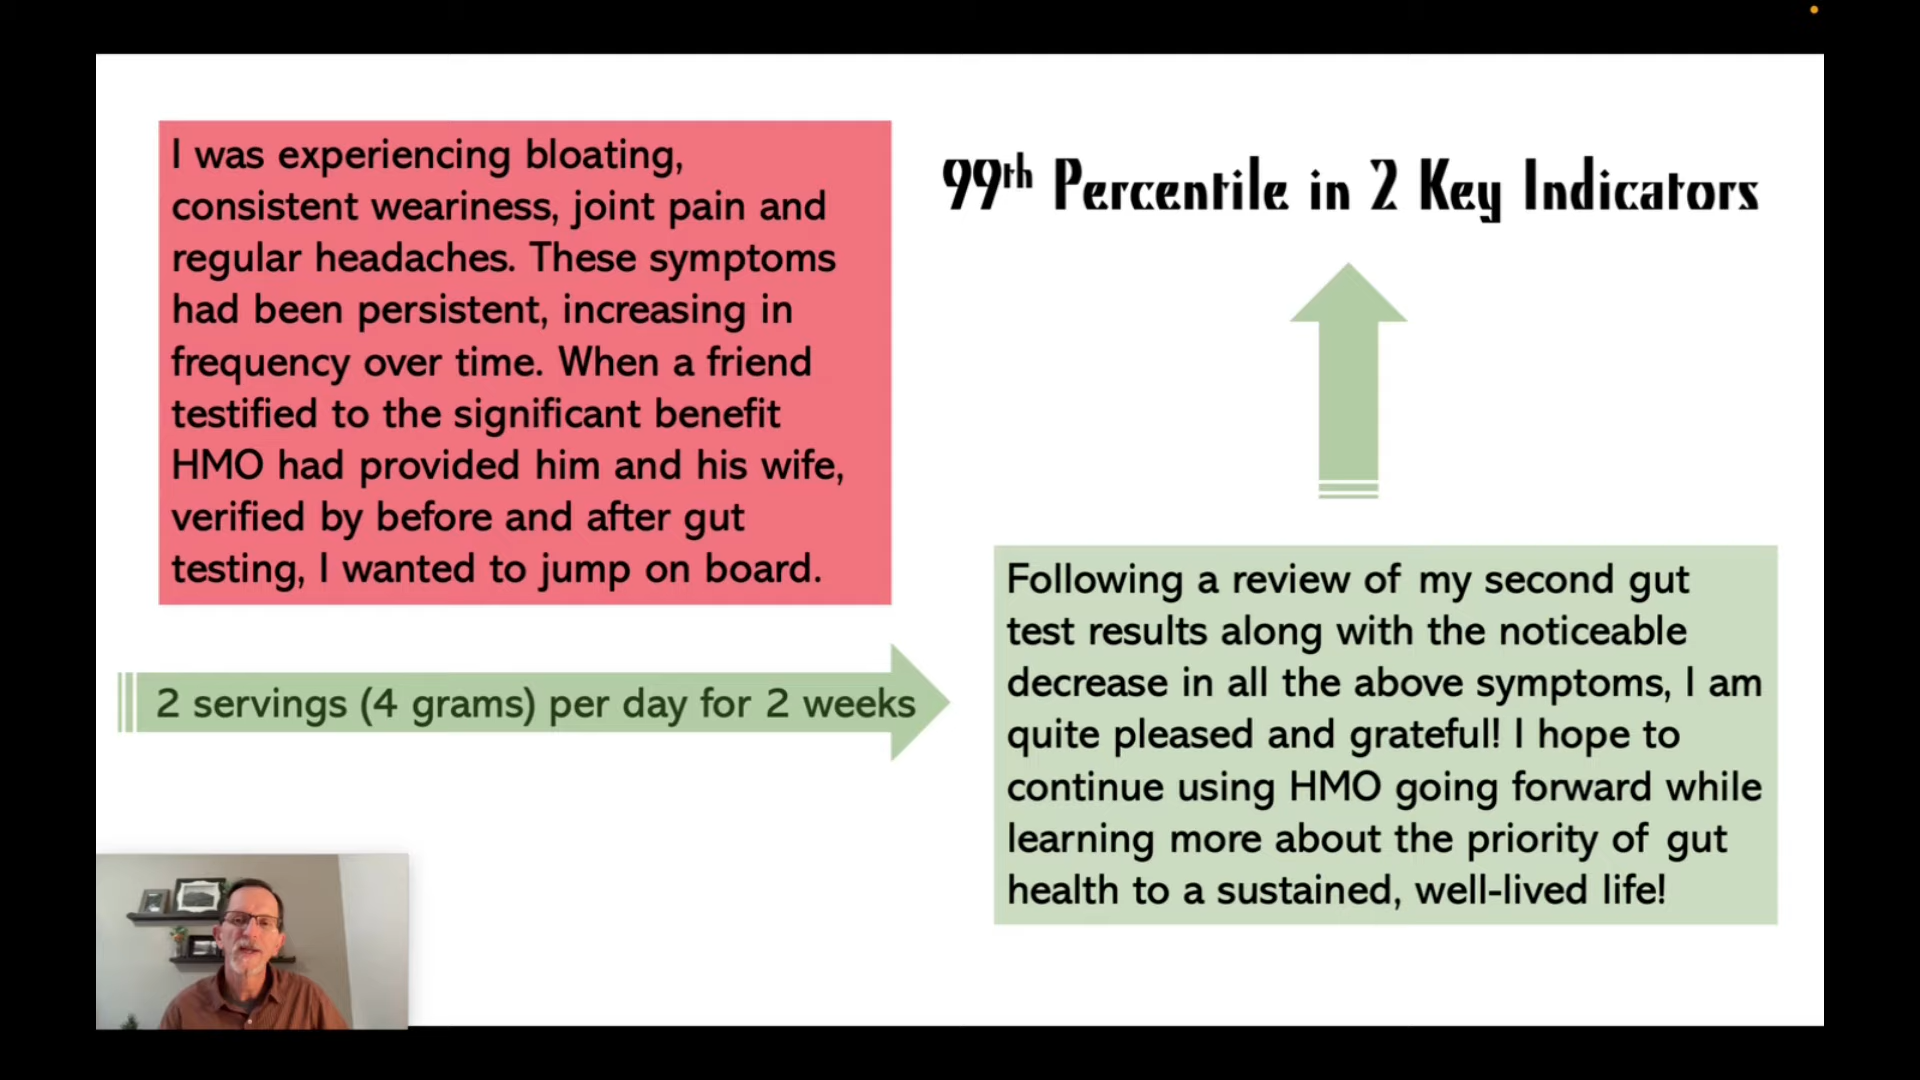 I was experiencing bloating,
consistent weariness, joint pain and
regular headaches. These symptoms
had been persistent, increasing in
frequency over time. When a friend
testified to the significant benefit
HMO had provided him and his wife,
verified by before and after gut
testing, I wanted to jump on board.
2 servings (4 grams) per day for 2 weeks
99th Percentile in 2 Key Indicators
Following a review of my second gut
test results along with the noticeable
decrease in all the above symptoms, I am
quite pleased and grateful! I hope to
continue using HMO going forward while
learning more about the priority of gut
health to a sustained, well-lived life!